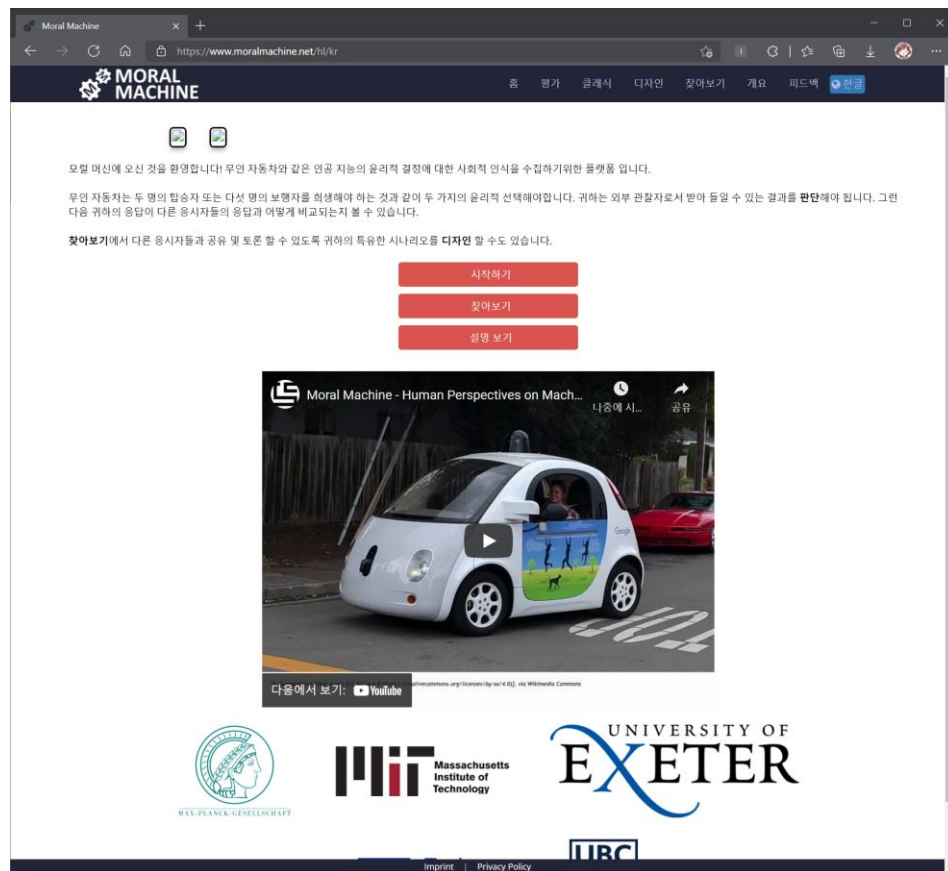 Moral Machine
https://www.moralmachine.net/hl/kr
MORAL
MACHINE
홈 평가 클래식 디자인 찾아보기 개요 피드백 한글
모럴 머신에 오신 것을 환영합니다! 무인 자동차와 같은 인공 지능의 윤리적 결정에 대한 사회적 인식을 수집하기위한 플랫폼 입니다.
무인 자동차는 두 명의 탑승자 또는 다섯 명의 보행자를 희생해야 하는 것과 같이 두 가지의 윤리적 선택해야합니다. 귀하는 외부 관찰자로서 받아 들일 수 있는 결과를 판단해야 됩니다. 그런
다음 귀하의 응답이 다른 응시자들의 응답과 어떻게 비교되는지 볼 수 있습니다.
찾아보기에서 다른 응시자들과 공유 및 토론 할 수 있도록 귀하의 특유한 시나리오를 디자인 할 수도 있습니다.
시작하기
찾아보기
설명 보기
Moral Machine - Human Perspectives on Mach...
나중에 시... 공유
Google
다음에서 보기: YouTube
licenses/by-sa/4.0)], via Wikimedia Commons
MAX-PLANCK-GESELLSCHAFT
MIT
Massachusetts
Institute of
Technology
UNIVERSITY OF
EXETER
UBC
Imprint | Privacy Policy